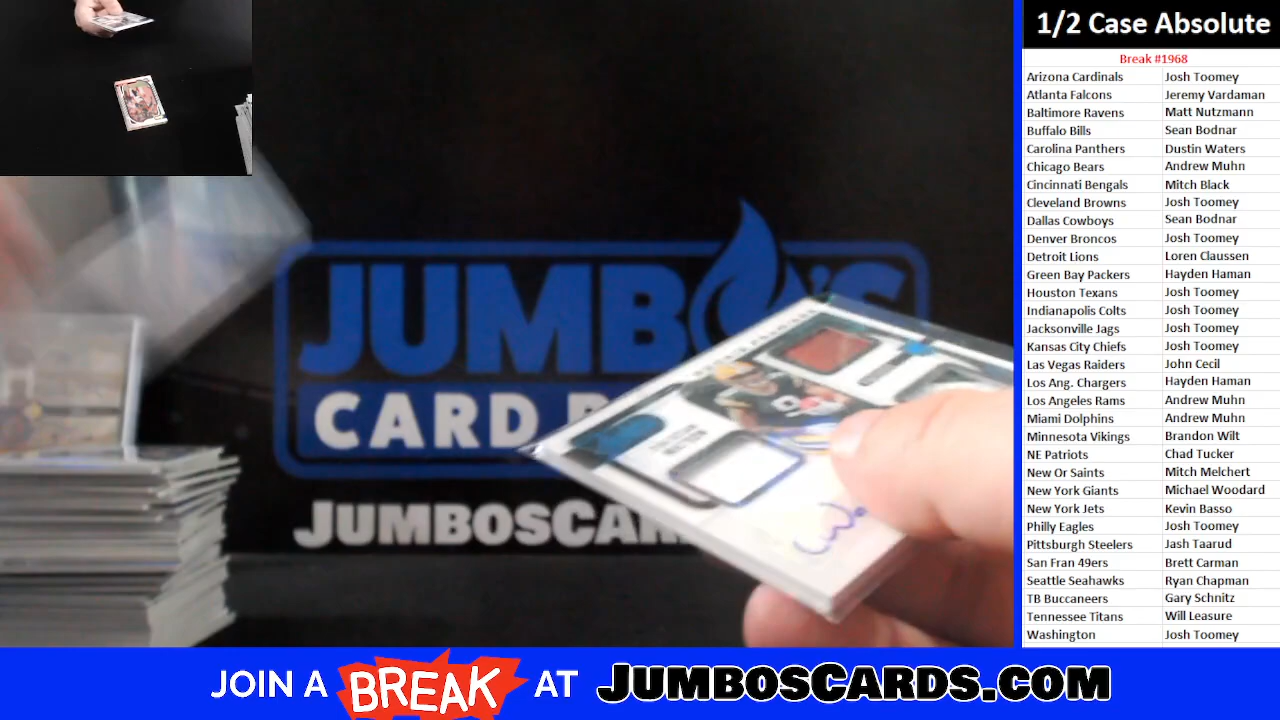 1/2 Case Absolute
Break #1968
Arizona Cardinals Josh Toomey
Atlanta Falcons Jeremy Vardaman
Baltimore Ravens Matt Nutzmann
Buffalo Bills Sean Bodnar
Carolina Panthers Dustin Waters
Chicago Bears Andrew Muhn
Cincinnati Bengals Mitch Black
Cleveland Browns Josh Toomey
Dallas Cowboys Sean Bodnar
Denver Broncos Josh Toomey
Detroit Lions Loren Claussen
Green Bay Packers Hayden Haman
Houston Texans Josh Toomey
Indianapolis Colts Josh Toomey
Jacksonville Jags Josh Toomey
Kansas City Chiefs Josh Toomey
Las Vegas Raiders John Cecil
Los Ang. Chargers Hayden Haman
Los Angeles Rams Andrew Muhn
Miami Dolphins Andrew Muhn
Minnesota Vikings Brandon Wilt
NE Patriots Chad Tucker
New Or Saints Mitch Melchert
New York Giants Michael Woodard
New York Jets Kevin Basso
Philly Eagles Josh Toomey
Pittsburgh Steelers Jash Taarud
San Fran 49ers Brett Carman
Seattle Seahawks Ryan Chapman
TB Buccaneers Gary Schnitz
Tennessee Titans Will Leasure
Washington Josh Toomey
JUMBO'S
CARD
JUMBOSCAR
JOIN A BREAK AT JUMBOSCARDS.COM